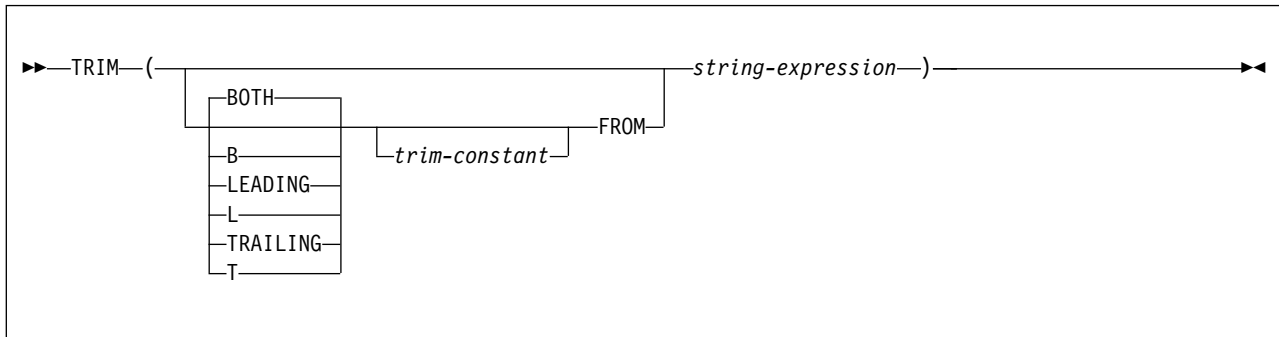 TRIM ( string-expression )
BOTH
FROM
B trim-constant
LEADING
L
TRAILING
T